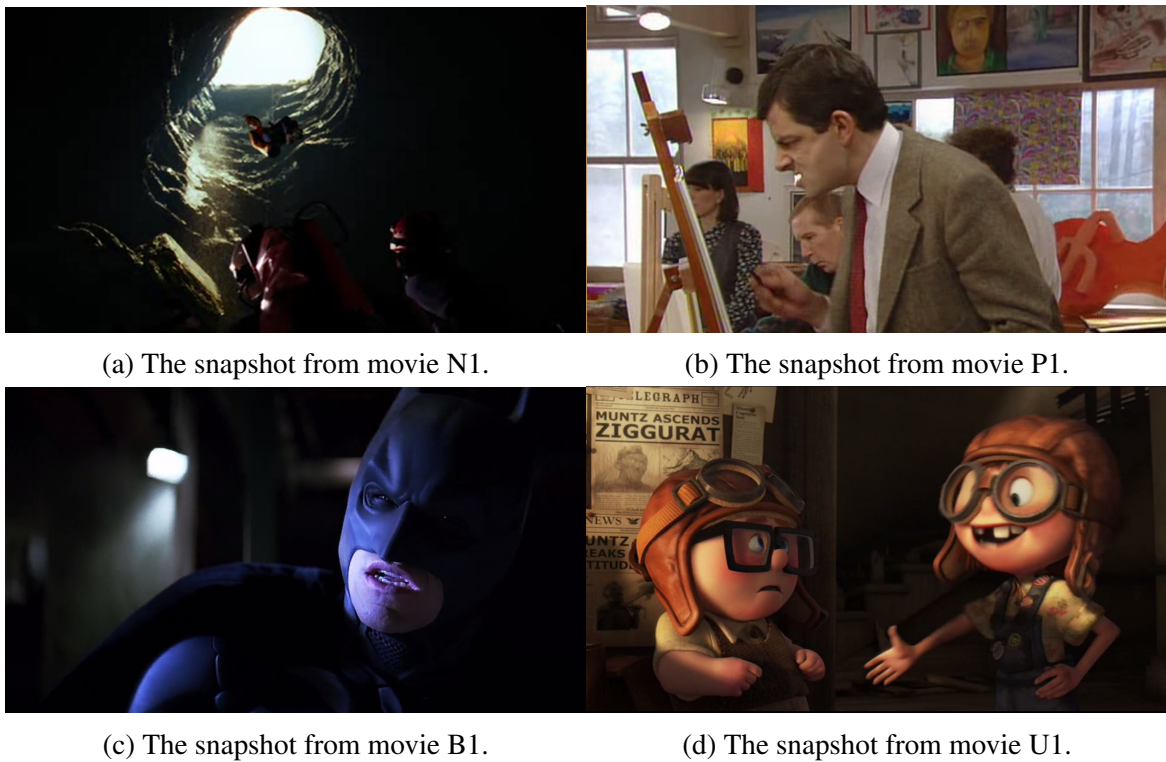 (a) The snapshot from movie N1.
(b) The snapshot from movie P1.
TELEGRAPH
MUNTZ ASCENDS
ZIGGURAT
NEWS
(c) The snapshot from movie B1.
(d) The snapshot from movie U1.